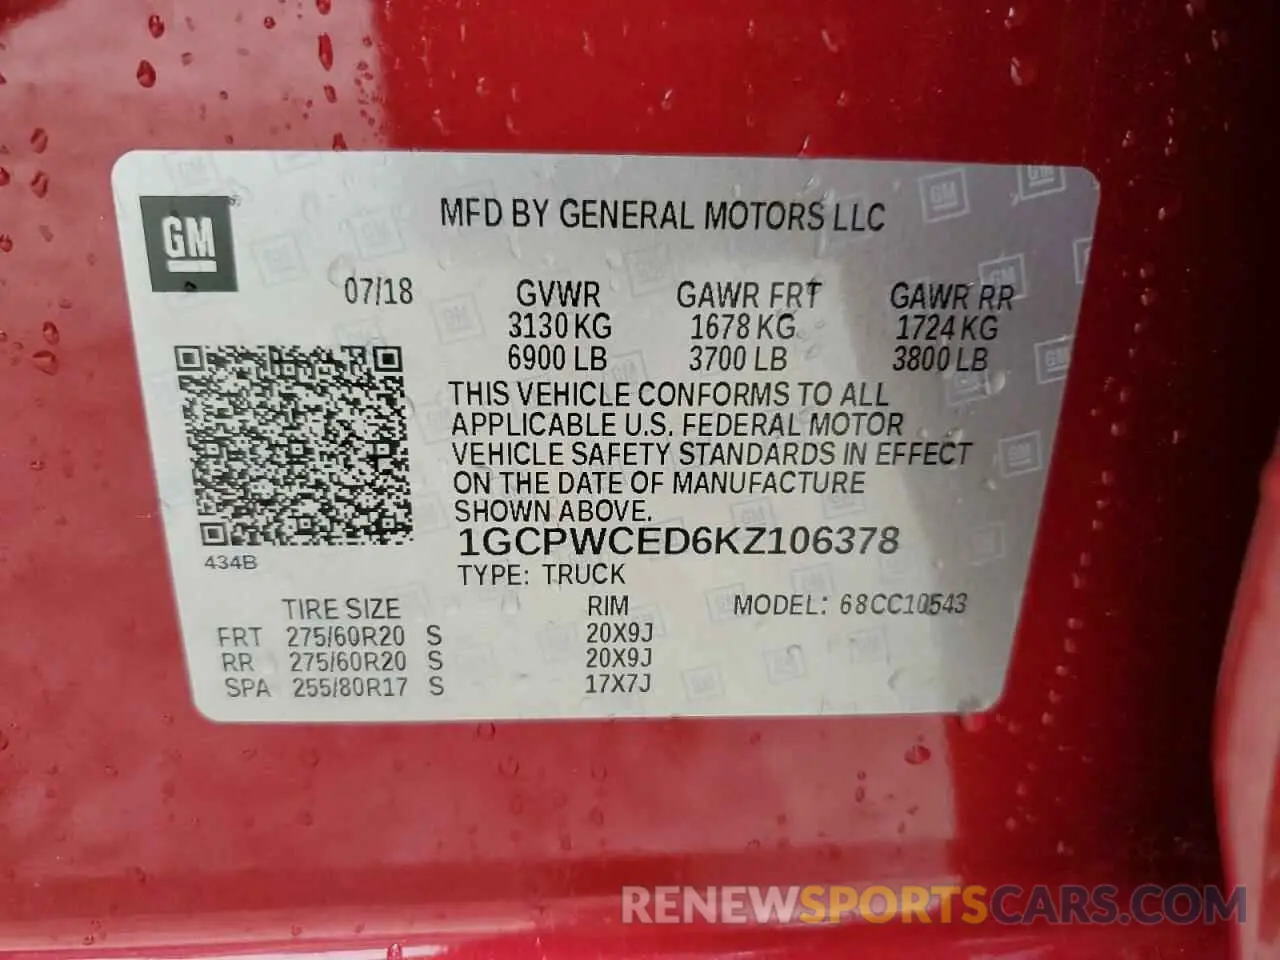 GM
MFD BY GENERAL MOTORS LLC
07/18 GVWR GAWR FRT GAWR RR
3130 KG 1678 KG 1724 KG
6900 LB 3700 LB 3800 LB
THIS VEHICLE CONFORMS TO ALL
APPLICABLE U.S. FEDERAL MOTOR
VEHICLE SAFETY STANDARDS IN EFFECT
ON THE DATE OF MANUFACTURE
SHOWN ABOVE.
1GCPWCED6KZ106378
434B
TYPE: TRUCK
TIRE SIZE RIM MODEL: 68CC10543
FRT 275/60R20 S 20X9J
RR 275/60R20 S 20X9J
SPA 255/80R17 S 17X7J
RENEWSPORTSCARS.COM